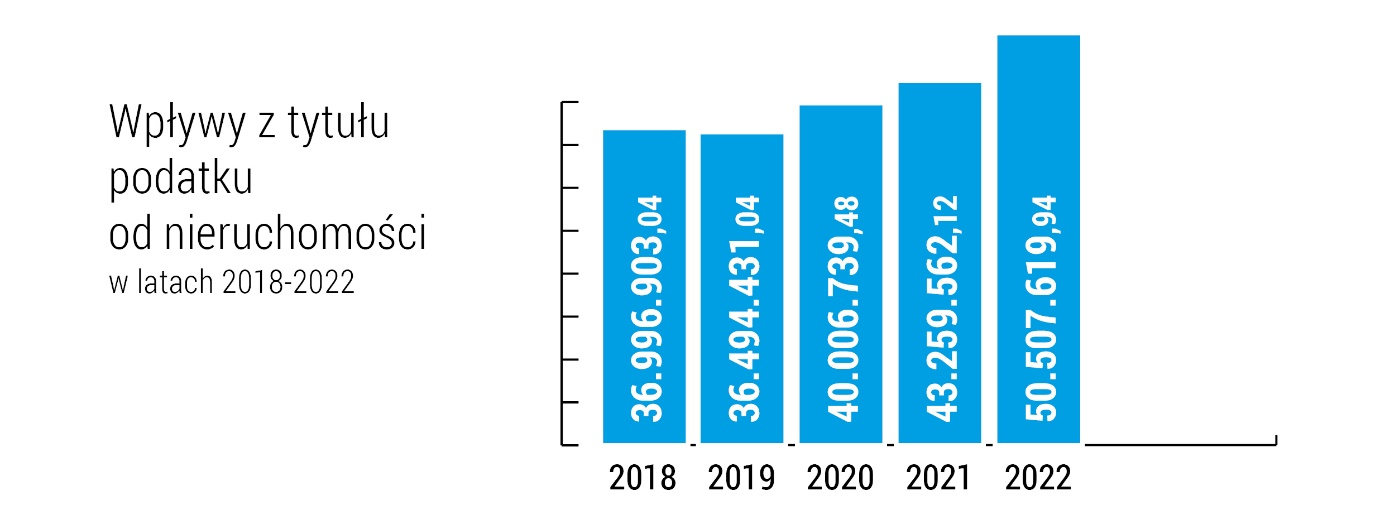 Wpływy z tytułu
podatku
od nieruchomości
w latach 2018-2022
36.996.903,04
36.494.431,04
40.006.739,48
43.259.562,12
50.507.619,94
2018 2019 2020 2021 2022